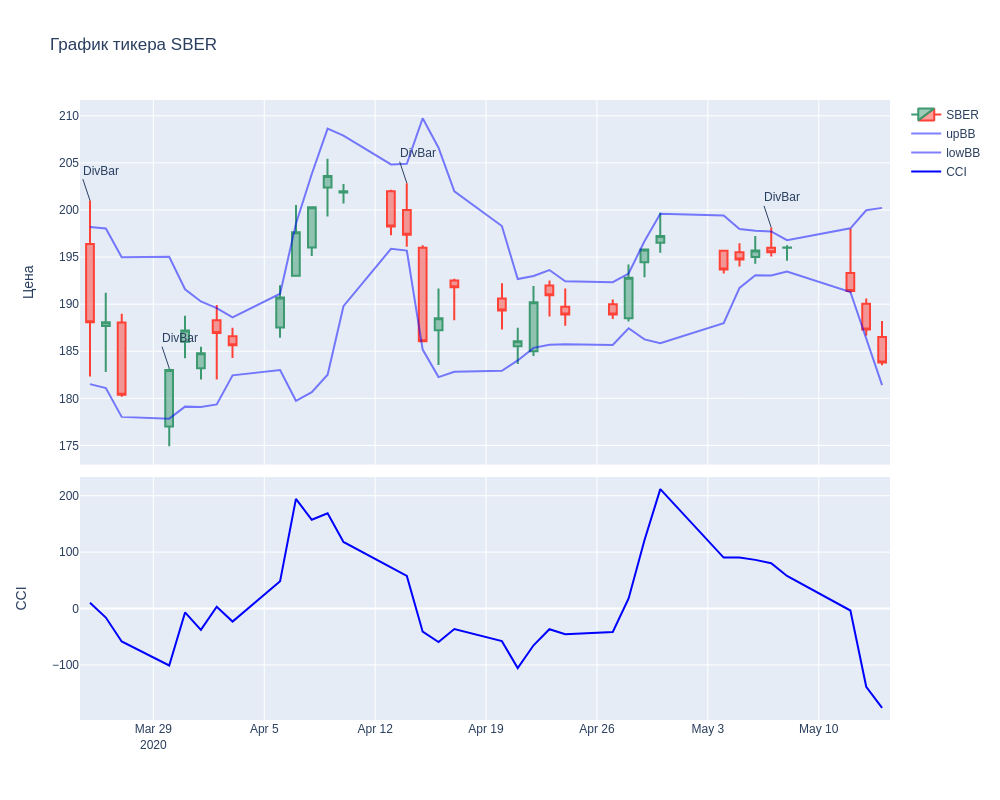 График тикера SBER
SBER
upBB
lowBB
CCI
Цена
210
205
200
195
190
185
180
175
DivBar
DivBar
DivBar
DivBar
CCI
200
100
0
−100
Mar 29
2020
Apr 5
Apr 12
Apr 19
Apr 26
May 3
May 10